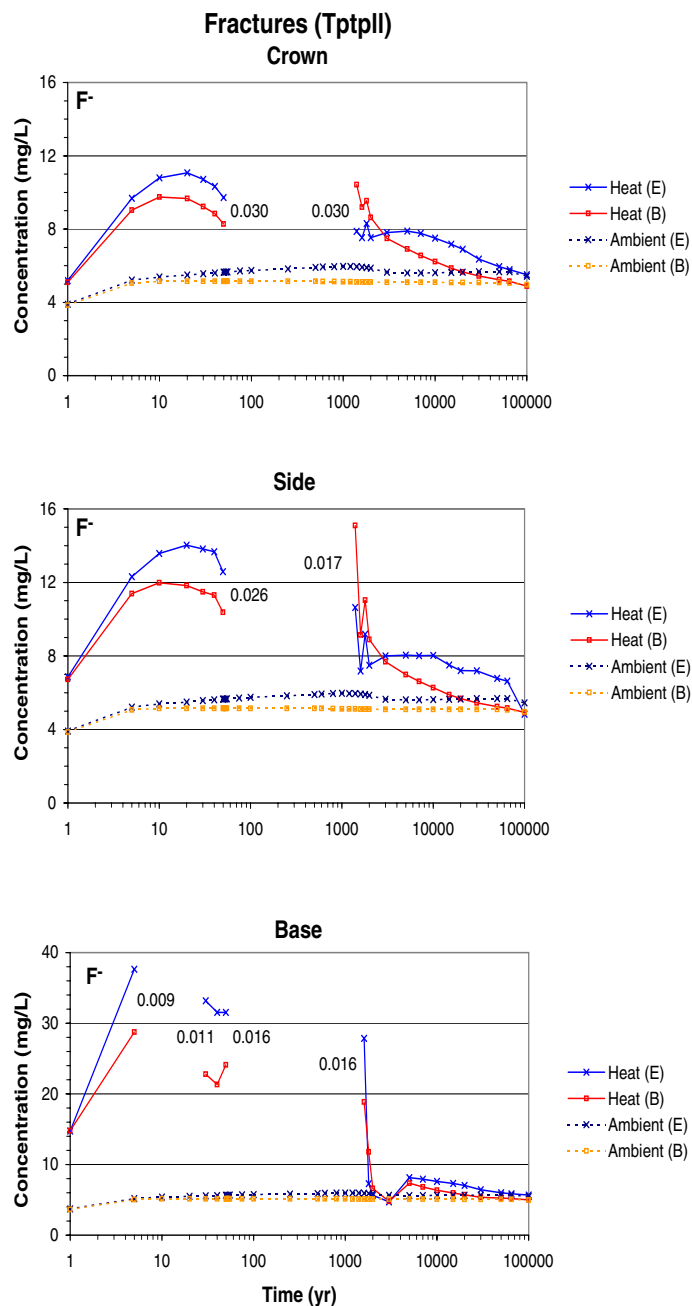 Fractures (Tptpll)
Crown
F-
Concentration (mg/L)
16
12
8
4
0
0.030
0.030
1
10
100
1000
10000
100000
Heat (E)
Heat (B)
Ambient (E)
Ambient (B)
Side
F-
Concentration (mg/L)
16
12
8
4
0
0.026
0.017
1
10
100
1000
10000
100000
Heat (E)
Heat (B)
Ambient (E)
Ambient (B)
Base
F-
Concentration (mg/L)
40
30
20
10
0
0.009
0.011
0.016
0.016
1
10
100
1000
10000
100000
Time (yr)
Heat (E)
Heat (B)
Ambient (E)
Ambient (B)